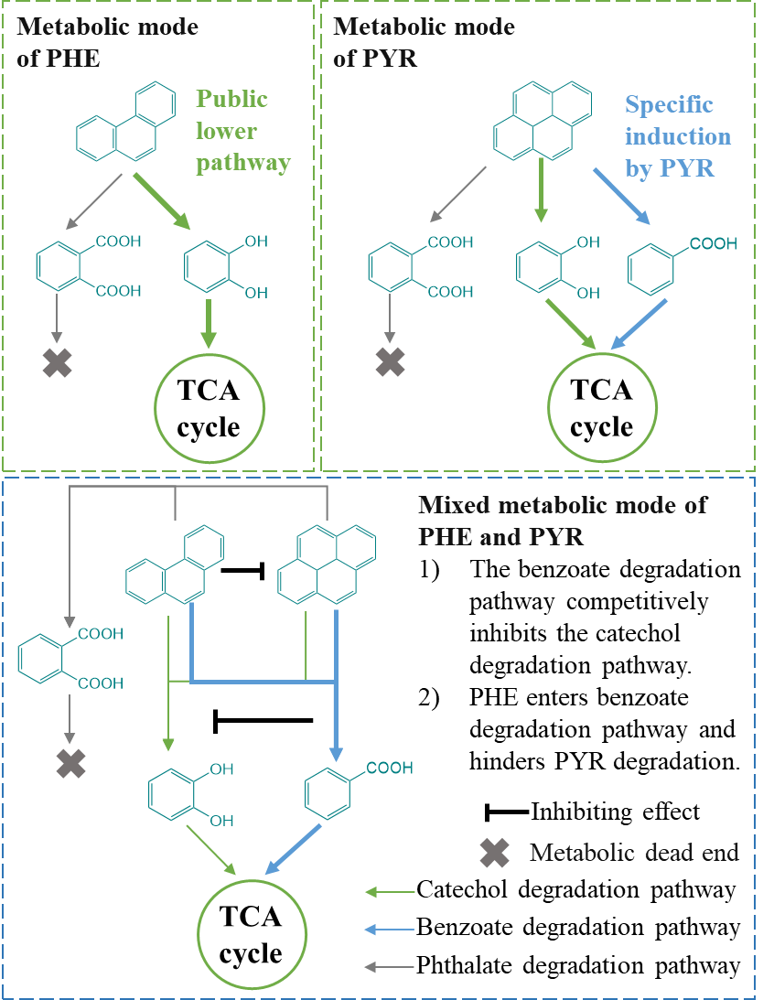 Metabolic mode
of PHE
Public
lower
pathway
COOH
COOH
OH
OH
TCA
cycle
Metabolic mode
of PYR
Specific
induction
by PYR
COOH
COOH
OH
OH
COOH
TCA
cycle
Mixed metabolic mode of
PHE and PYR
1) The benzoate degradation
pathway competitively
inhibits the catechol
degradation pathway.
2) PHE enters benzoate
degradation pathway and
hinders PYR degradation.
COOH
COOH
OH
OH
COOH
TCA
cycle
Inhibiting effect
Metabolic dead end
Catechol degradation pathway
Benzoate degradation pathway
Phthalate degradation pathway